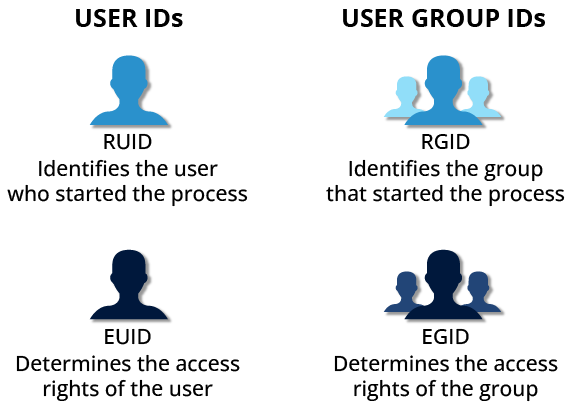 USER IDs
USER GROUP IDs
RUID
Identifies the user
who started the process
RGID
Identifies the group
that started the process
EUID
Determines the access
rights of the user
EGID
Determines the access
rights of the group